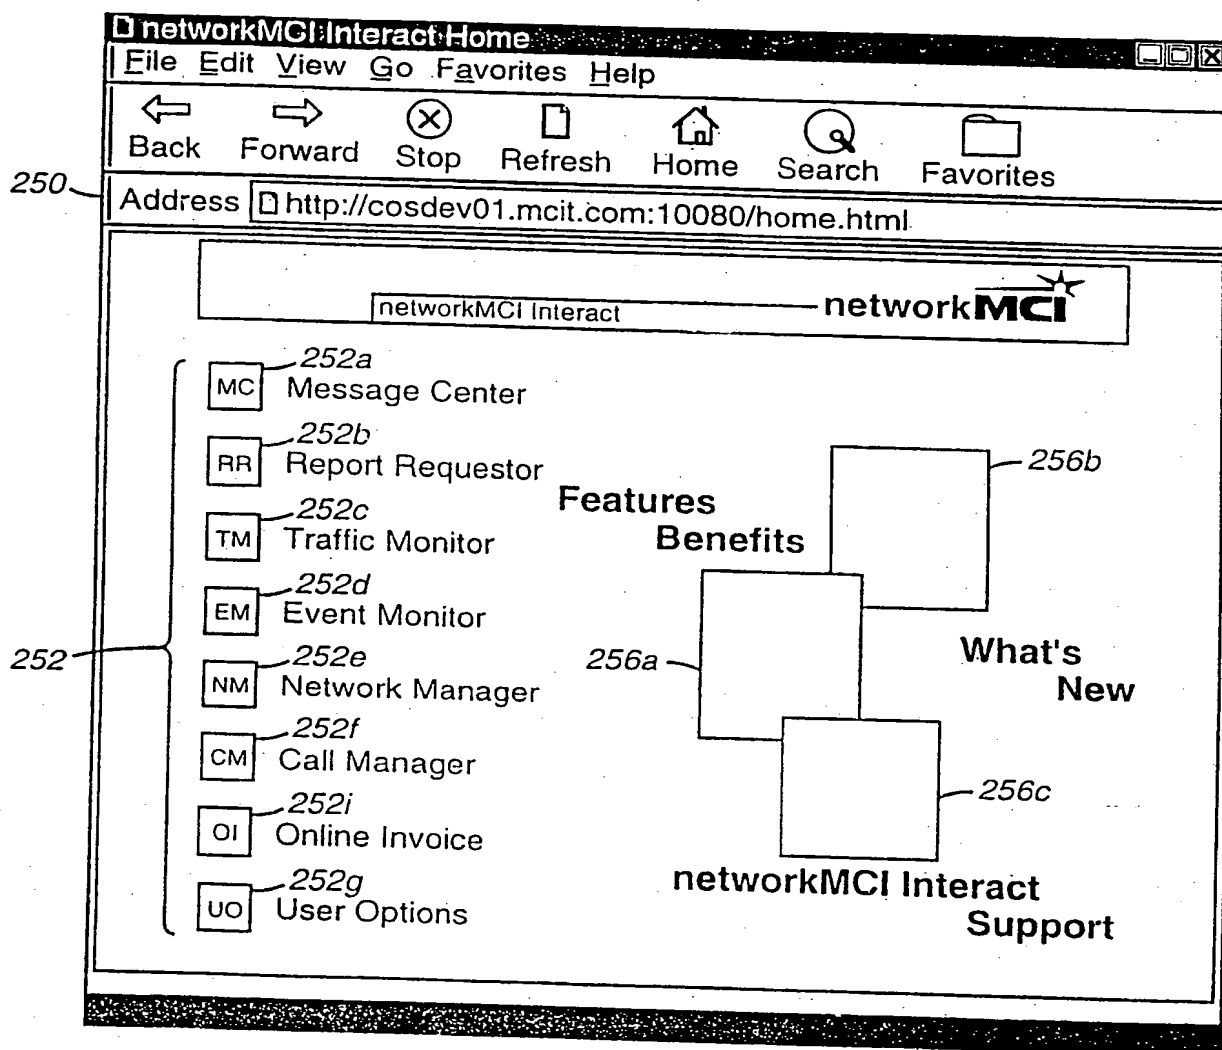 networkMCI Interact Home
File Edit View Go Favorites Help
Back Forward Stop Refresh Home Search Favorites
250
Address http://cosdev01.mcit.com:10080/home.html
networkMCI Interact
networkMCI
252a
MC Message Center
252b
RR Report Requestor
252c
TM Traffic Monitor
252d
EM Event Monitor
252
252e
NM Network Manager
252f
CM Call Manager
252i
OI Online Invoice
252g
UO User Options
Features
Benefits
256b
256a
What's
New
256c
networkMCI Interact
Support